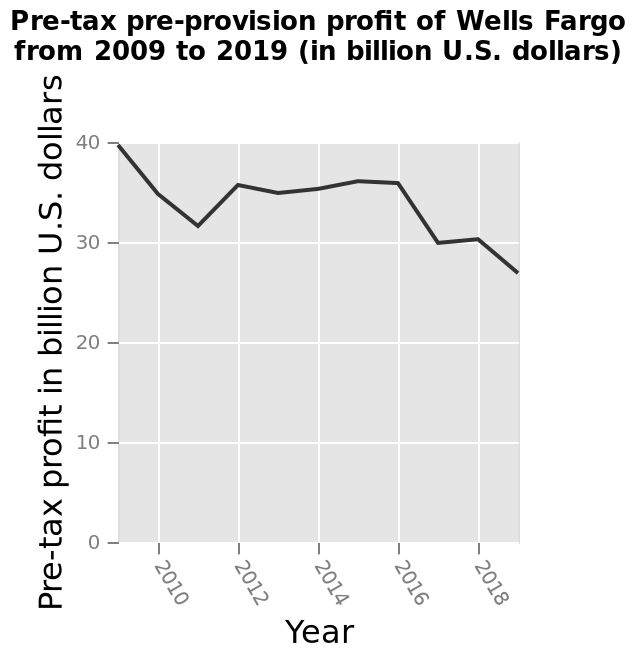 Pre-tax pre-provision profit of Wells Fargo
from 2009 to 2019 (in billion U.S. dollars)
Pre-tax profit in billion U.S. dollars
40
30
20
10
0
2010
2012
2014
2016
2018
Year